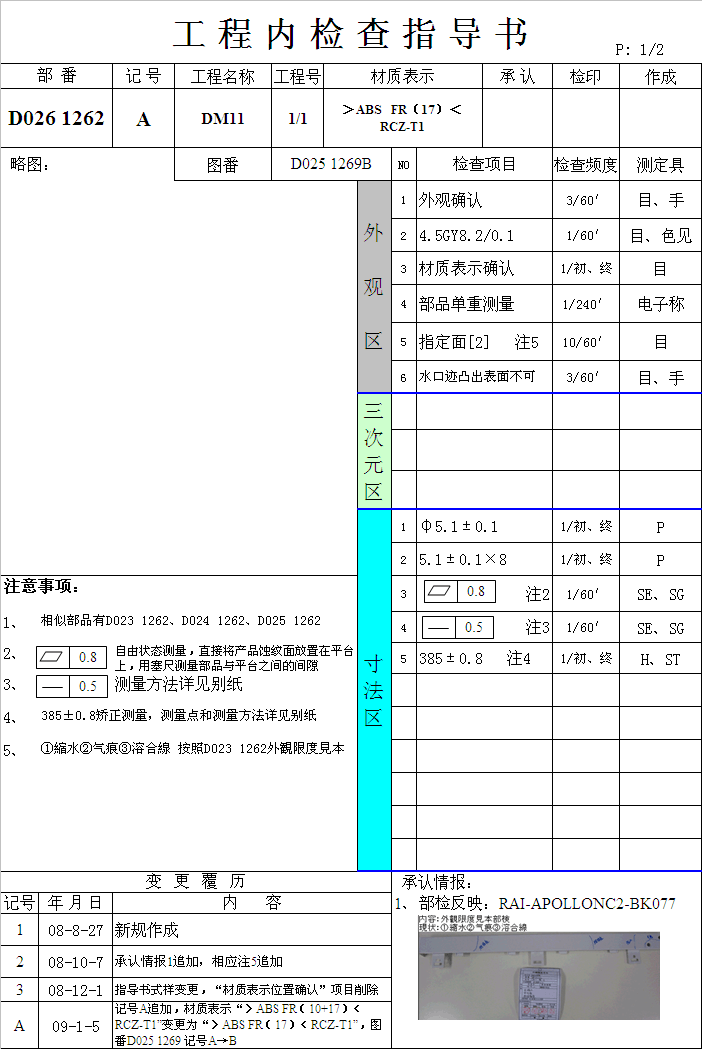 工程内检查指导书
P: 1/2
部 番 记 号 工程名称 工程号 材质表示 承 认 检印 作成
D026 1262 A DM11 1/1 ＞ABS FR（17）＜
RCZ-T1
略图： 图番 D025 1269B NO 检查项目 检查频度 测定具
外观区
1 外观确认 3/60′ 目、手
2 4.5GY8.2/0.1 1/60′ 目、色见
3 材质表示确认 1/初、终 目
4 部品单重测量 1/240′ 电子称
5 指定面[2] 注5 10/60′ 目
6 水口迹凸出表面不可 3/60′ 目、手
三次元区
寸法区
1 φ5.1±0.1 1/初、终 P
2 5.1±0.1×8 1/初、终 P
3 0.8 注2 1/60′ SE、SG
4 0.5 注3 1/60′ SE、SG
5 385±0.8 注4 1/初、终 H、ST
注意事项：
1、 相似部品有D023 1262、D024 1262、D025 1262
2、 0.8 自由状态测量，直接将产品蚀纹面放置在平台
上，用塞尺测量部品与平台之间的间隙
3、 0.5 测量方法详见别纸
4、 385±0.8矫正测量，测量点和测量方法详见别纸
5、 ①縮水②气痕③溶合線 按照D023 1262外観限度見本
变 更 覆 历
记号 年 月 日 内 容
1 08-8-27 新规作成
2 08-10-7 承认情报1追加，相应注5追加
3 08-12-1 指导书式样变更，“材质表示位置确认”项目削除
A 09-1-5 记号A追加，材质表示“＞ABS FR（10+17）＜
RCZ-T1”变更为“＞ABS FR（17）＜ RCZ-T1”，图
番D025 1269 记号A→B
承认情报：
1、 部检反映：RAI-APOLLONC2-BK077
内容：外観限度見本部検
現状：①縮水②气痕③溶合線